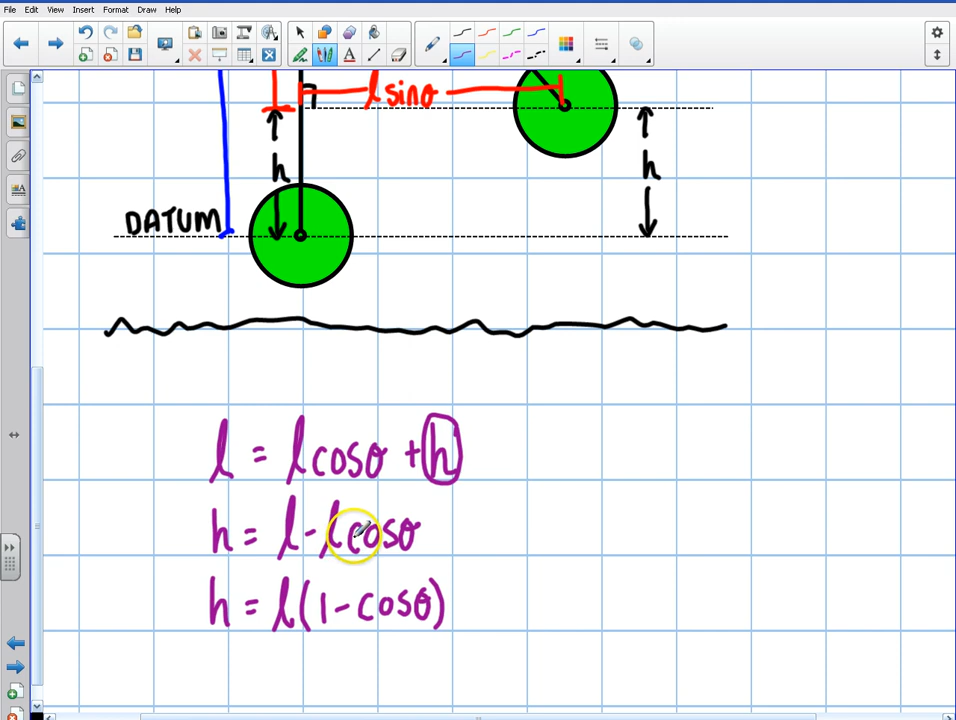 File Edit View Insert Format Draw Help
l sinθ
h
h
DATUM
l = l cosθ + h
h = l - l cosθ
h = l(1 - cosθ)